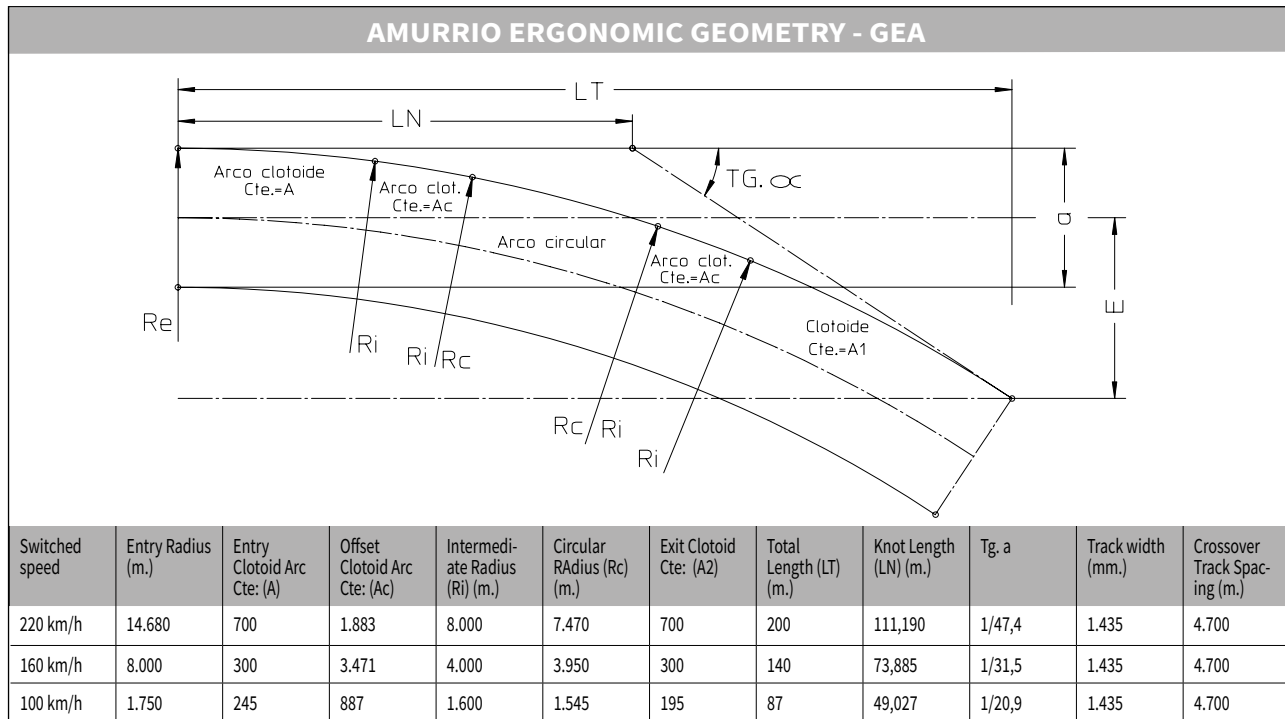 AMURRIO ERGONOMIC GEOMETRY - GEA
LT
LN
Arco clotoide
Cte.=A
Arco clot.
Cte.=Ac
TG. ∝
a
Arco circular
Arco clot.
Cte.=Ac
E
Re
Ri
Ri
Rc
Clotoide
Cte.=A1
Rc
Ri
Ri
Switched speed | Entry Radius (m.) | Entry Clotoid Arc Cte: (A) | Offset Clotoid Arc Cte: (Ac) | Intermedi-ate Radius (Ri) (m.) | Circular RAdius (Rc) (m.) | Exit Clotoid Cte: (A2) | Total Length (LT) (m.) | Knot Length (LN) (m.) | Tg. a | Track width (mm.) | Crossover Track Spac-ing (m.)
220 km/h | 14.680 | 700 | 1.883 | 8.000 | 7.470 | 700 | 200 | 111,190 | 1/47,4 | 1.435 | 4.700
160 km/h | 8.000 | 300 | 3.471 | 4.000 | 3.950 | 300 | 140 | 73,885 | 1/31,5 | 1.435 | 4.700
100 km/h | 1.750 | 245 | 887 | 1.600 | 1.545 | 195 | 87 | 49,027 | 1/20,9 | 1.435 | 4.700